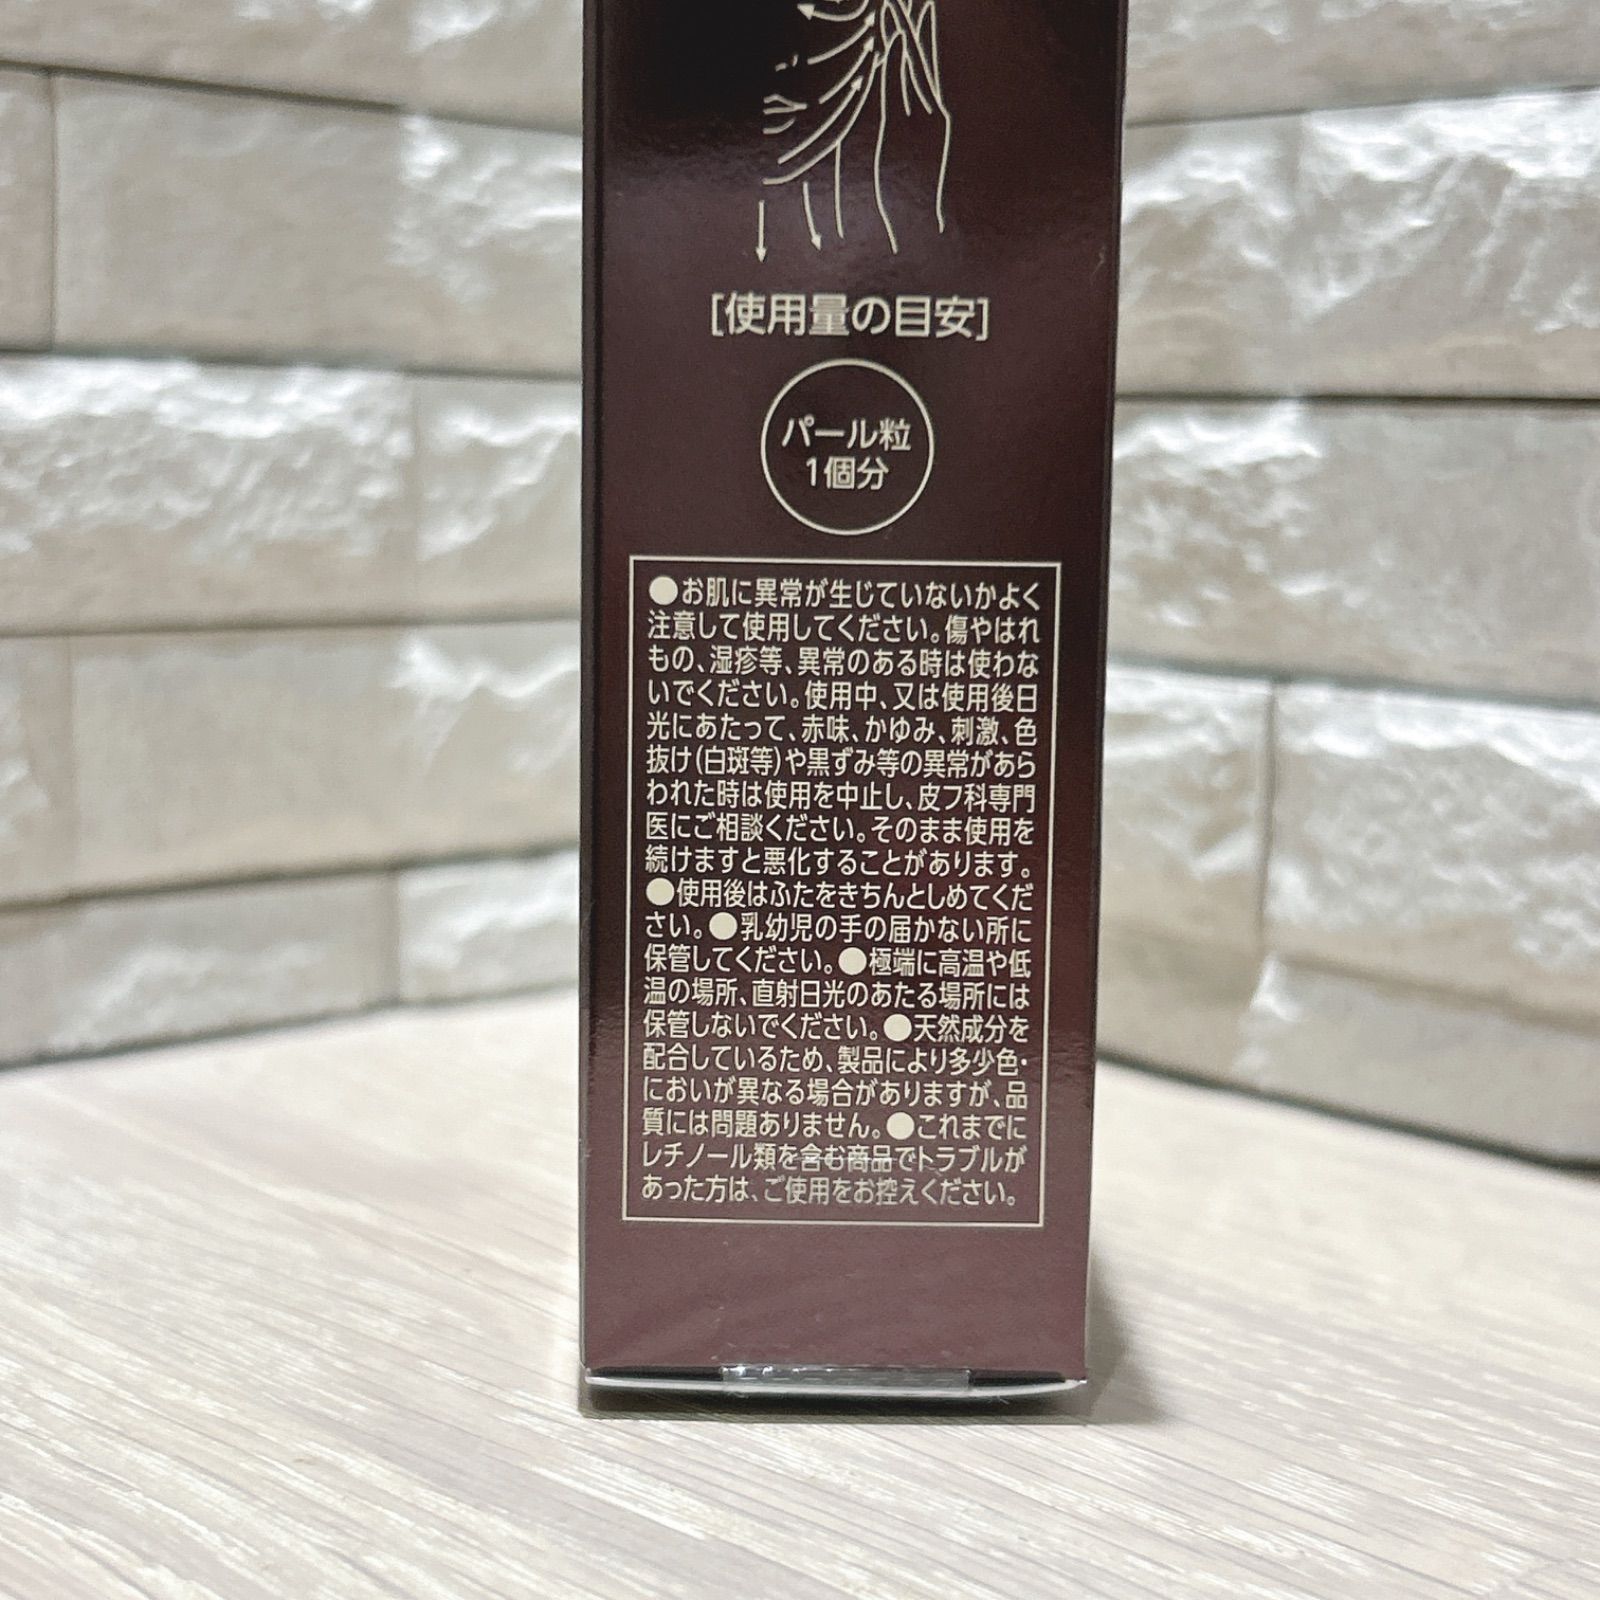 [使用量の目安]
パール粒
1個分
●お肌に異常が生じていないかよく
注意して使用してください。傷やはれ
もの、湿疹等、異常のある時は使わな
いでください。使用中、又は使用後日
光にあたって、赤味、かゆみ、刺激、色
抜け(白斑等)や黒ずみ等の異常があら
われた時は使用を中止し、皮フ科専門
医にご相談ください。そのまま使用を
続けますと悪化することがあります。
●使用後はふたをきちんとしめてくだ
さい。●乳幼児の手の届かない所に
保管してください。●極端に高温や低
温の場所、直射日光のあたる場所には
保管しないでください。●天然成分を
配合しているため、製品により多少色・
においが異なる場合がありますが、品
質には問題ありません。●これまでに
レチノール類を含む商品でトラブルが
あった方は、ご使用をお控えください。